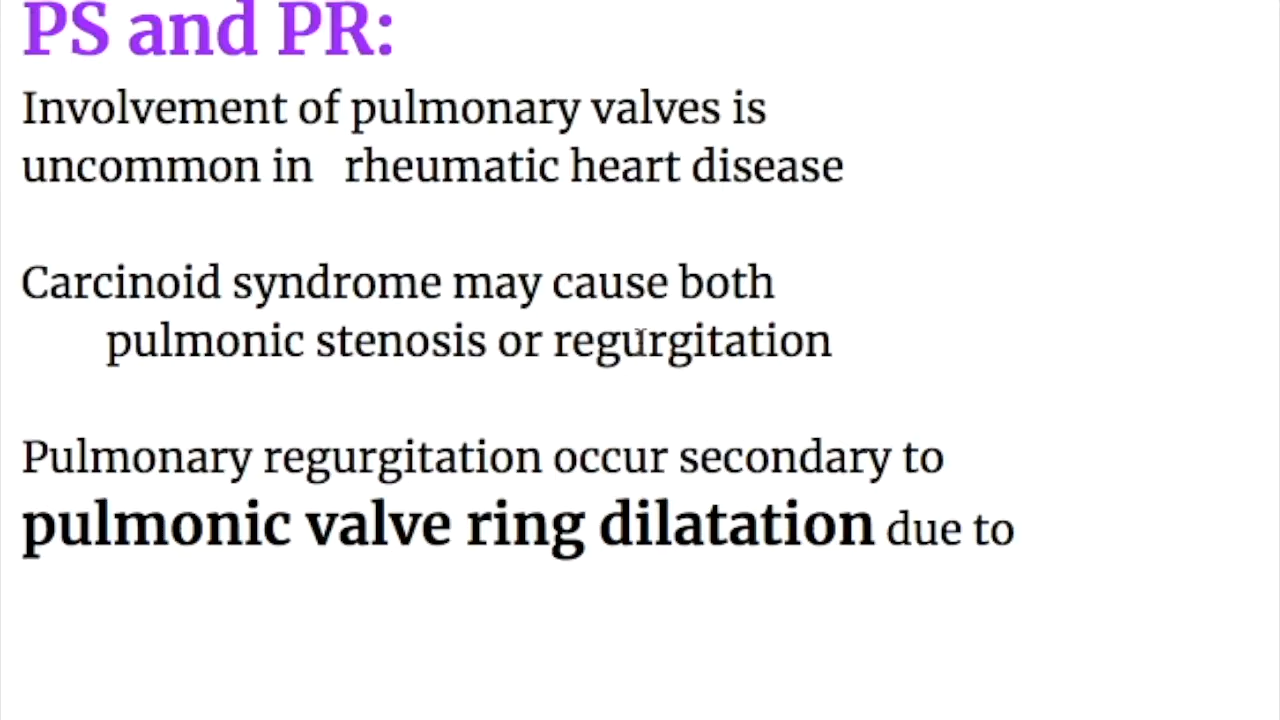 PS and PR:
Involvement of pulmonary valves is
uncommon in rheumatic heart disease
Carcinoid syndrome may cause both
pulmonic stenosis or regurgitation
Pulmonary regurgitation occur secondary to
pulmonic valve ring dilatation due to